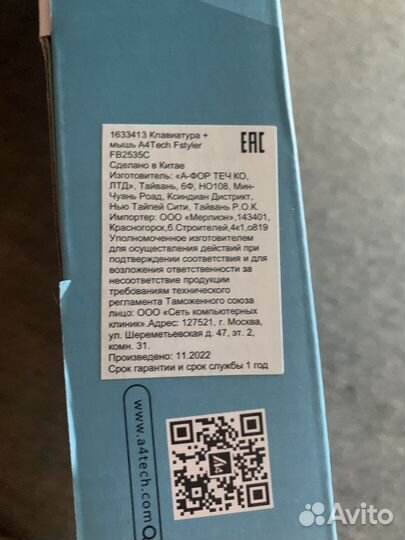 1633413 Клавиатура +
мышь A4Tech Fstyler
FB2535C
Сделано в Китае
Изготовитель: «А-ФОР ТЕЧ КО,
ЛТД», Тайвань, 6Ф, НО108, Мин-
Чуань Роад, Ксиндиан Дистрикт,
Нью Тайпей Сити, Тайвань Р.О.К.
Импортер: ООО «Мерлион»,143401,
Красногорск,б.Строителей,4к1,о819
Уполномоченное изготовителем
для осуществления действий при
подтверждении соответствия и для
возложения ответственности за
несоответствие продукции
требованиям технического
регламента Таможенного союза
лицо: ООО «Сеть компьютерных
клиник».Адрес: 127521, г. Москва,
ул. Шереметьевская д. 47, эт. 2,
комн. 31.
Произведено: 11.2022
Срок гарантии и срок службы 1 год
EAC
www.a4tech.com
Avito